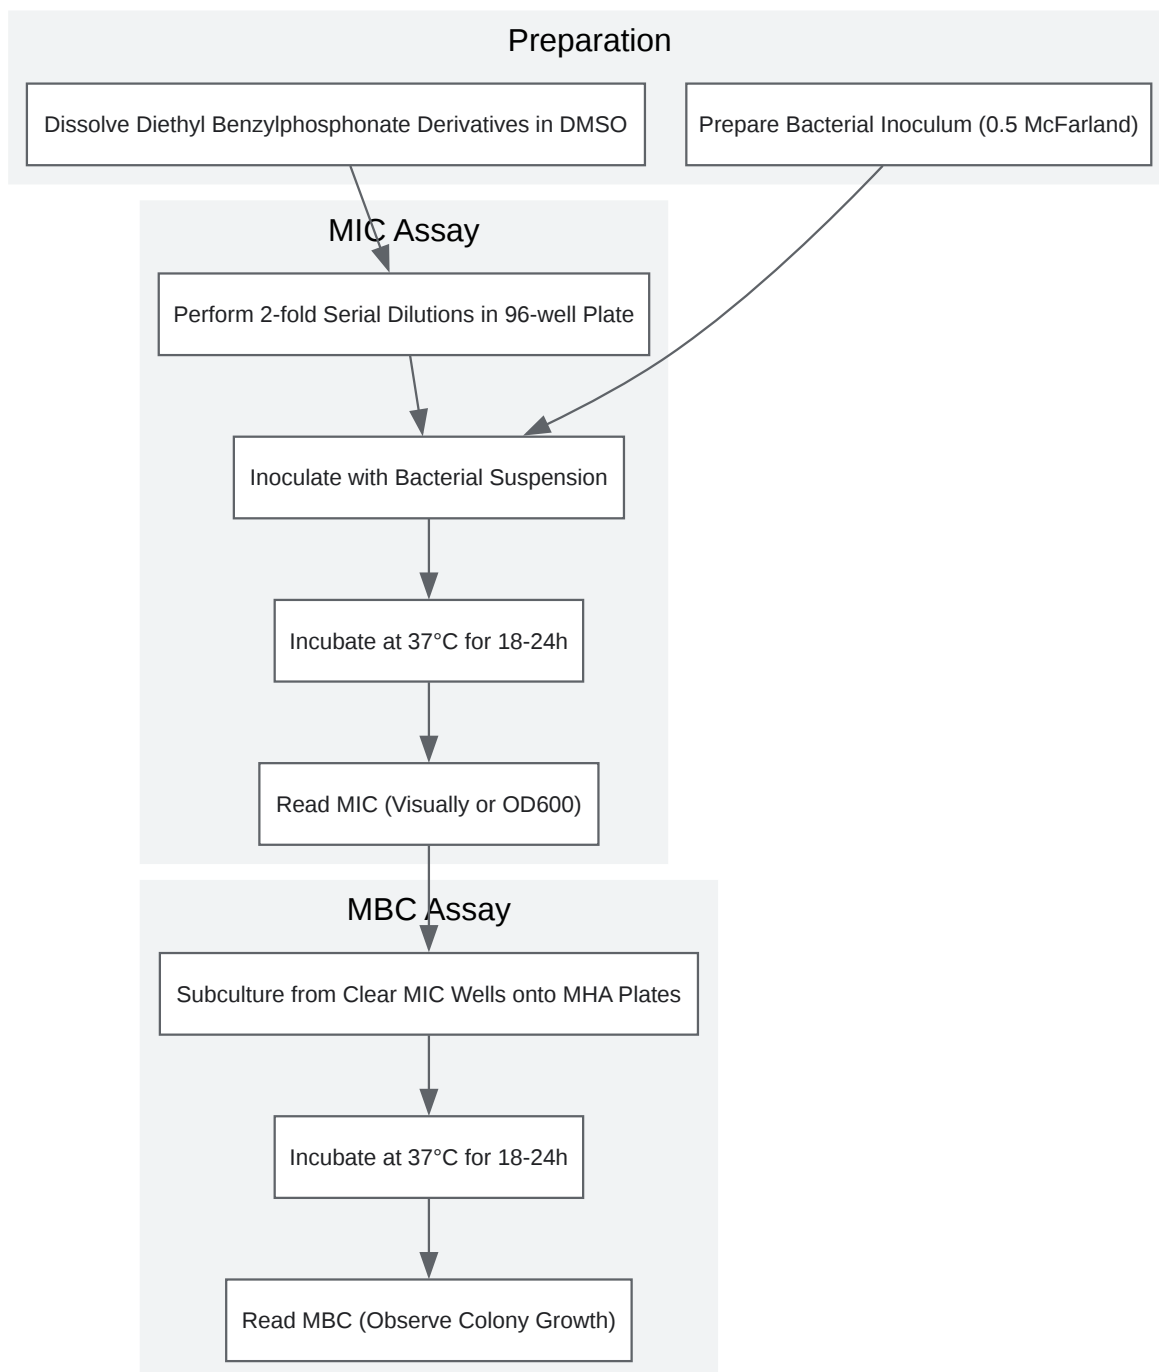 Preparation
Dissolve Diethyl Benzylphosphonate Derivatives in DMSO
Prepare Bacterial Inoculum (0.5 McFarland)
MIC Assay
Perform 2-fold Serial Dilutions in 96-well Plate
Inoculate with Bacterial Suspension
Incubate at 37°C for 18-24h
Read MIC (Visually or OD600)
MBC Assay
Subculture from Clear MIC Wells onto MHA Plates
Incubate at 37°C for 18-24h
Read MBC (Observe Colony Growth)